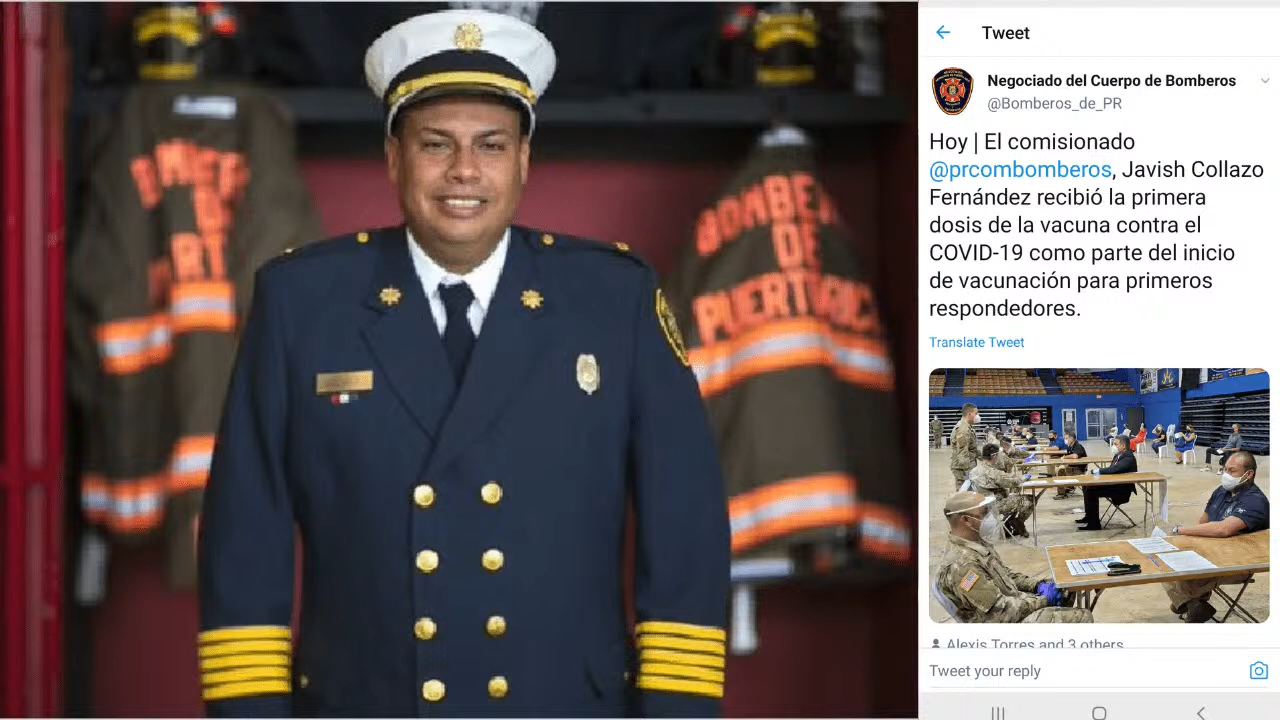 BOMBEROS
DE
PUERTO RICO
Tweet
Negociado del Cuerpo de Bomberos
@Bomberos_de_PR
Hoy | El comisionado
@prcombomberos, Javish Collazo
Fernández recibió la primera
dosis de la vacuna contra el
COVID-19 como parte del inicio
de vacunación para primeros
respondedores.
Translate Tweet
Alexis Torres and 3 others
Tweet your reply